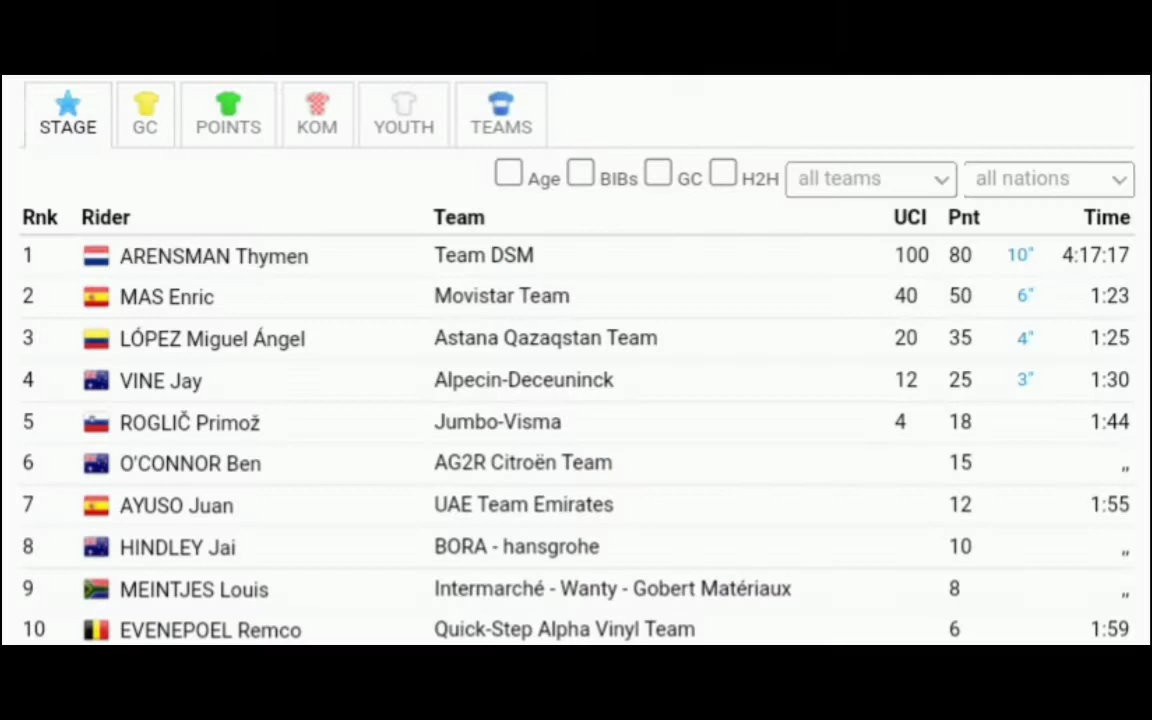 STAGE GC POINTS KOM YOUTH TEAMS
Age BIBs GC H2H all teams all nations
Rnk Rider Team UCI Pnt Time
1 ARENSMAN Thymen Team DSM 100 80 10" 4:17:17
2 MAS Enric Movistar Team 40 50 6" 1:23
3 LÓPEZ Miguel Ángel Astana Qazaqstan Team 20 35 4" 1:25
4 VINE Jay Alpecin-Deceuninck 12 25 3" 1:30
5 ROGLIČ Primož Jumbo-Visma 4 18 1:44
6 O'CONNOR Ben AG2R Citroën Team 15 ,,
7 AYUSO Juan UAE Team Emirates 12 1:55
8 HINDLEY Jai BORA - hansgrohe 10 ,,
9 MEINTJES Louis Intermarché - Wanty - Gobert Matériaux 8 ,,
10 EVENEPOEL Remco Quick-Step Alpha Vinyl Team 6 1:59